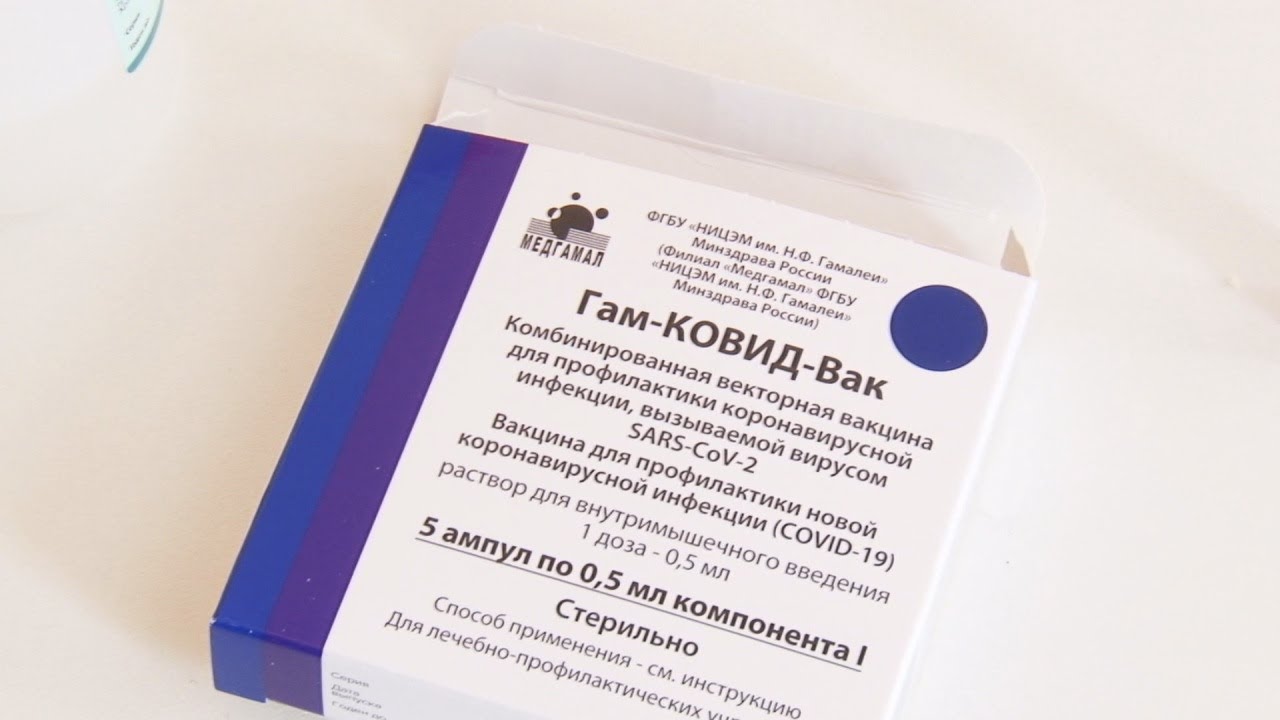 МЕДГАМАЛ
ФГБУ «НИЦЭМ им. Н.Ф. Гамалеи»
Минздрава России
(Филиал «Медгамал» ФГБУ
«НИЦЭМ им. Н.Ф. Гамалеи»
Минздрава России)
Гам-КОВИД-Вак
Комбинированная векторная вакцина
для профилактики коронавирусной
инфекции, вызываемой вирусом
SARS-CoV-2
Вакцина для профилактики новой
коронавирусной инфекции (COVID-19)
раствор для внутримышечного введения
1 доза - 0,5 мл
5 ампул по 0,5 мл компонента I
Стерильно
Способ применения - см. инструкцию
Для лечебно-профилактических
Серия
Дата
выпуска
Годен до